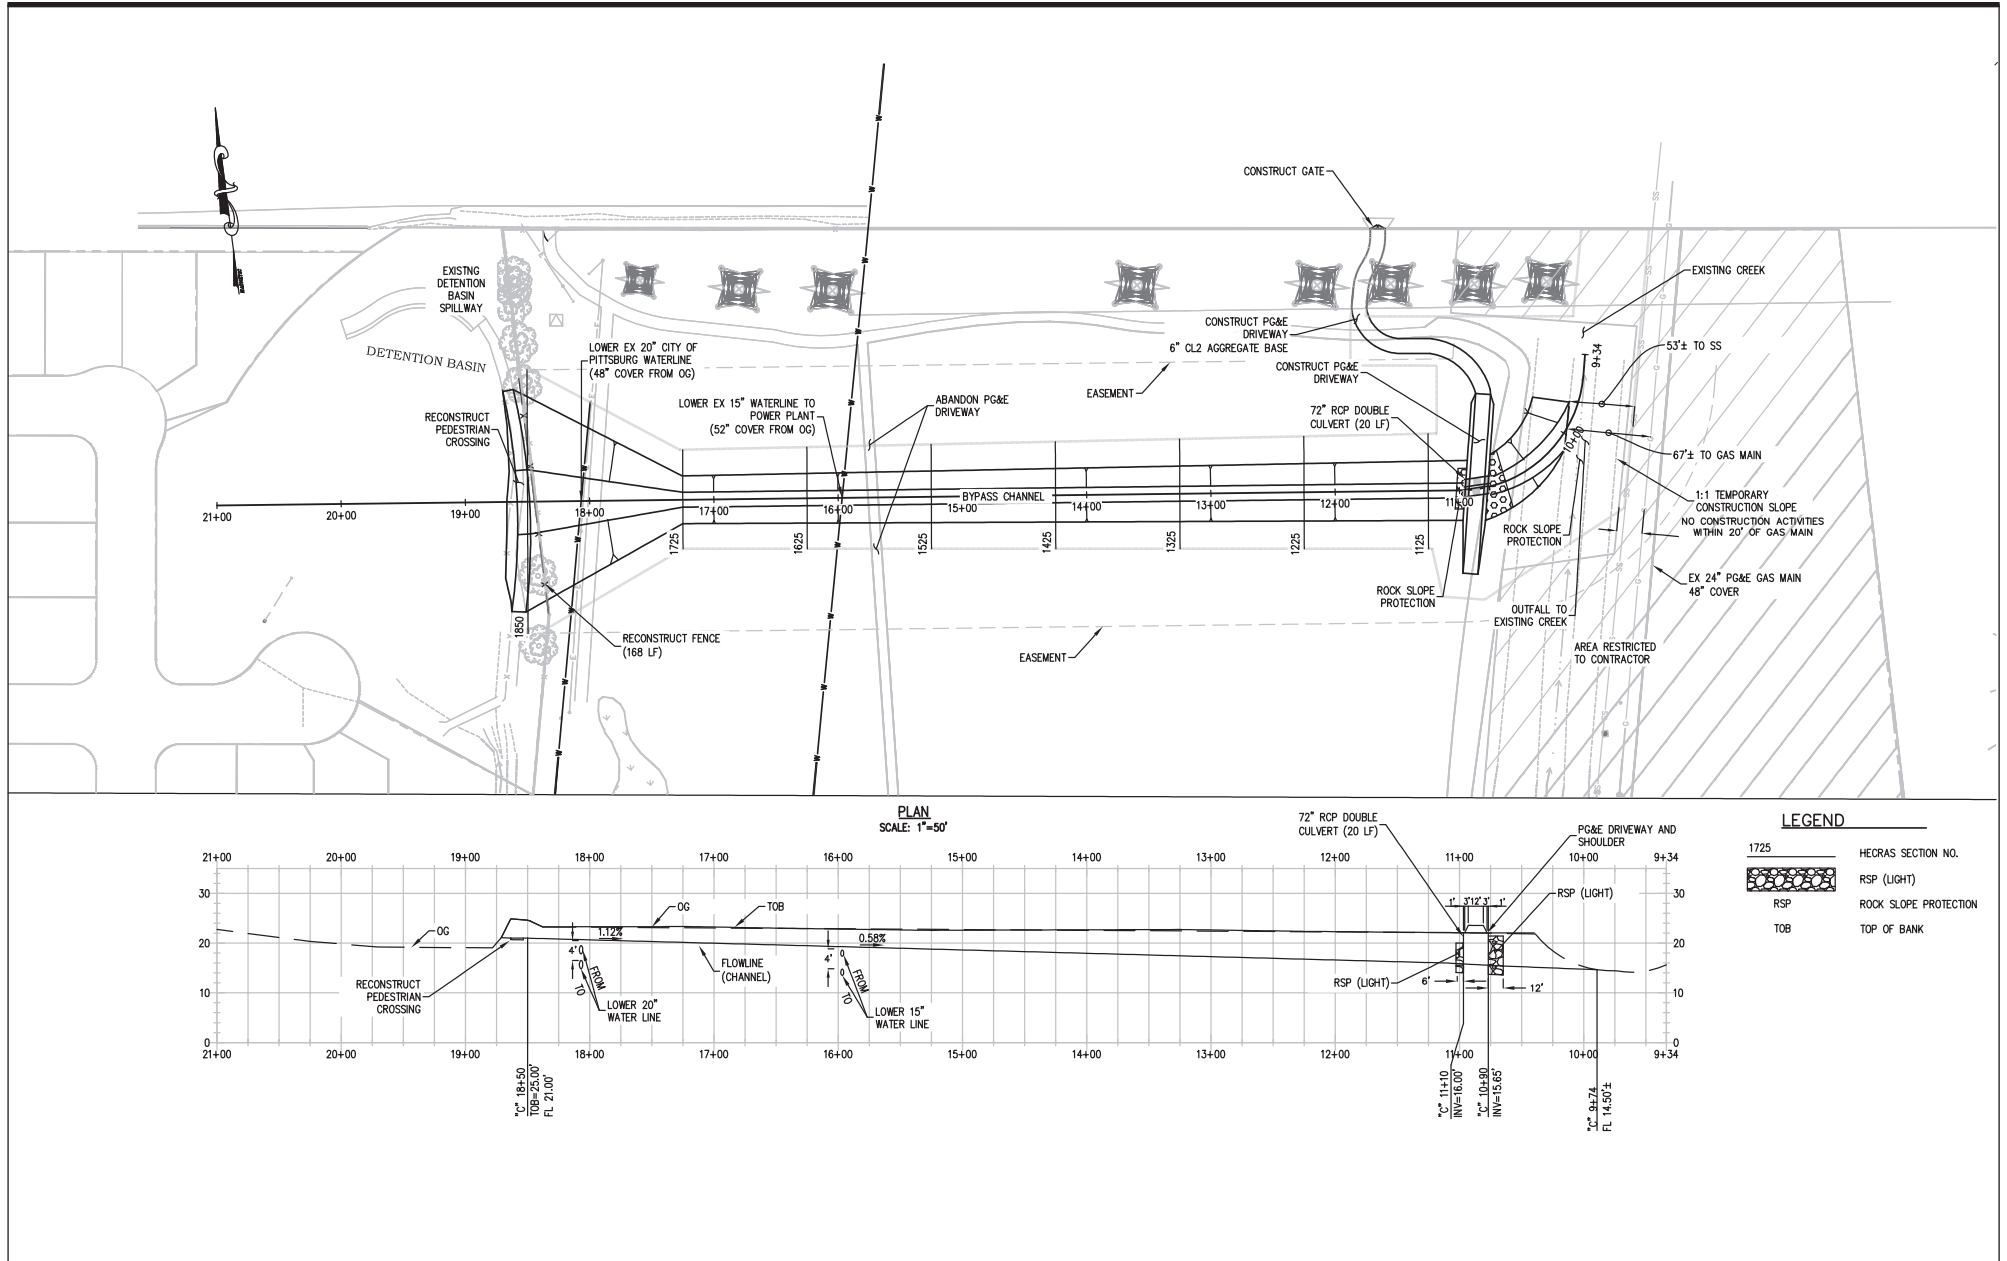 CONSTRUCT GATE
EXISTING CREEK
EXISTNG
DETENTION
BASIN
SPILLWAY
DETENTION BASIN
LOWER EX 20" CITY OF
PITTSBURG WATERLINE
(48" COVER FROM OG)
CONSTRUCT PG&E
DRIVEWAY
6" CL2 AGGREGATE BASE
CONSTRUCT PG&E
DRIVEWAY
EASEMENT
9+34
53'± TO SS
RECONSTRUCT
PEDESTRIAN
CROSSING
LOWER EX 15" WATERLINE TO
POWER PLANT
(52" COVER FROM OG)
ABANDON PG&E
DRIVEWAY
72" RCP DOUBLE
CULVERT (20 LF)
10+00
67'± TO GAS MAIN
BYPASS CHANNEL
21+00
20+00
19+00
18+00
17+00
16+00
15+00
14+00
13+00
12+00
11+00
1:1 TEMPORARY
CONSTRUCTION SLOPE
NO CONSTRUCTION ACTIVITIES
WITHIN 20' OF GAS MAIN
ROCK SLOPE
PROTECTION
1725
1625
1525
1425
1325
1225
1125
EX 24" PG&E GAS MAIN
48" COVER
ROCK SLOPE
PROTECTION
OUTFALL TO
EXISTING CREEK
1850
RECONSTRUCT FENCE
(168 LF)
EASEMENT
AREA RESTRICTED
TO CONTRACTOR
W W W W W W W W W W
SS SS SS SS SS
G G G G G G
E E E E
PLAN
SCALE: 1"=50'
72" RCP DOUBLE
CULVERT (20 LF)
PG&E DRIVEWAY AND
SHOULDER
LEGEND
1725 HECRAS SECTION NO.
RSP (LIGHT)
RSP ROCK SLOPE PROTECTION
TOB TOP OF BANK
21+00 20+00 19+00 18+00 17+00 16+00 15+00 14+00 13+00 12+00 11+00 10+00 9+34
30
20
10
0
30
20
10
0
OG
OG
TOB
1.12%
0.58%
4'
4'
FROM
TO
FROM
TO
FLOWLINE
(CHANNEL)
1' 3' 12' 3' 1'
RSP (LIGHT)
RSP (LIGHT)
6'
12'
RECONSTRUCT
PEDESTRIAN
CROSSING
LOWER 20"
WATER LINE
LOWER 15"
WATER LINE
21+00 20+00 19+00 18+00 17+00 16+00 15+00 14+00 13+00 12+00 11+00 10+00 9+34
"C" 18+50
TOB=25.00'
FL 21.00'
"C" 11+10
INV=16.00'
"C" 10+90
INV=15.65'
"C" 9+74
FL 14.50'±